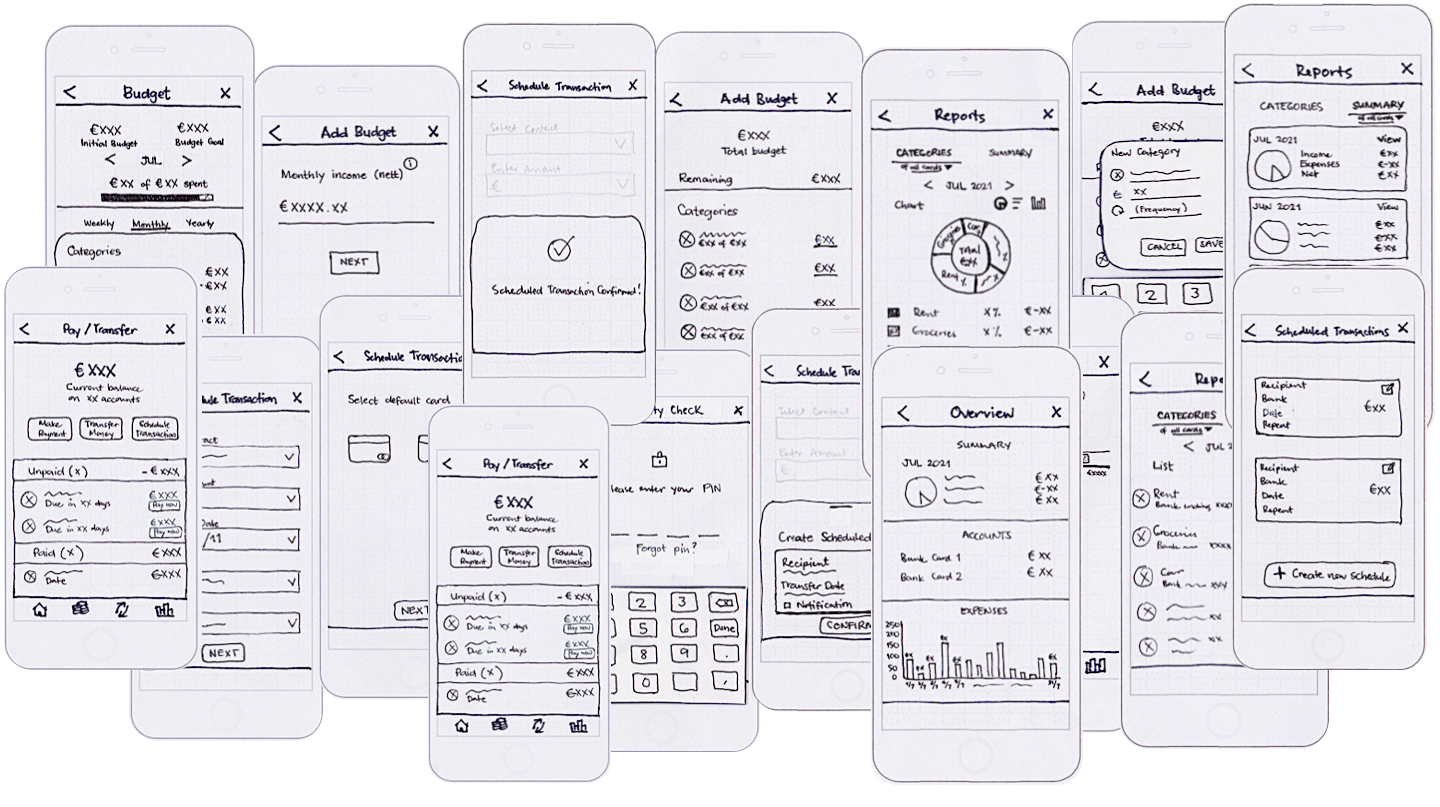 < Budget X
€XXX €XXX
Initial Budget Budget Goal
< JUL >
€XX of €XX spent
Weekly Monthly Yearly
Categories
€XX
-€XX
€XX
-€XX
< Add Budget X
Monthly income (nett) i
€XXXX.XX
NEXT
< Schedule Transaction X
Select Contact
Enter Amount
€
Scheduled Transaction Confirmed!
< Add Budget X
€XXX
Total budget
Remaining €XXX
Categories
€XX of €XX €XX
€XX of €XX €XX
€XX of €XX €XX
€XX of €XX
< Reports X
CATEGORIES SUMMARY
of all cards ▼
< JUL 2021 >
Chart
Groceries Car
TOTAL
€XX
Rent %
Rent X% €-XX
Groceries X% €-XX
< Add Budget
€XXX
New Category
€ XX
(Frequency)
CANCEL SAVE
1 2 3
< Reports X
CATEGORIES SUMMARY
of all cards ▼
JUL 2021 View
Income €XX
Expenses €-XX
Net €XX
JUN 2021 View
€XX
€-XX
€XX
< Pay/Transfer X
€XXX
Current balance
on XX accounts
Make Transfer Schedule
Payment Money Transaction
Unpaid (x) -€XXX
€XXX
Due in XX days Pay now
€XXX
Due in XX days Pay now
Paid (x) €XXX
Date €XXX
ule Transaction X
act
unt
Date
/11
NEXT
< Schedule Transactio
Select default card
NEXT
< Pay/Transfer X
€XXX
Current balance
on XX accounts
Make Transfer Schedule
Payment Money Transaction
Unpaid (x) -€XXX
€XXX
Due in XX days Pay now
€XXX
Due in XX days Pay now
Paid (x) €XXX
Date €XXX
ty Check X
lease enter your PIN
Forgot pin?
2 3
5 6 Done
8 9 .
0 ,
< Schedule Tra
Select Contact
Enter Amount
€
Create Scheduled
Recipient
Transfer Date
Notification
CONFIRM
< Overview X
SUMMARY
JUL 2021
€XX
€-XX
€XX
ACCOUNTS
Bank Card 1 €XX
Bank Card 2 €XX
EXPENSES
250
200
150
100
50
0
X
€XXX
< Repo
CATEGORIES
of all cards ▼
< JUL 2
List
Rent
Bank ending XXXX
Groceries
Bank XXXX
Car
Bank XXX
XX
XX
< Scheduled Transactions X
Recipient
Bank €XX
Date
Repeat
Recipient
Bank €XX
Date
Repeat
+ Create new schedule